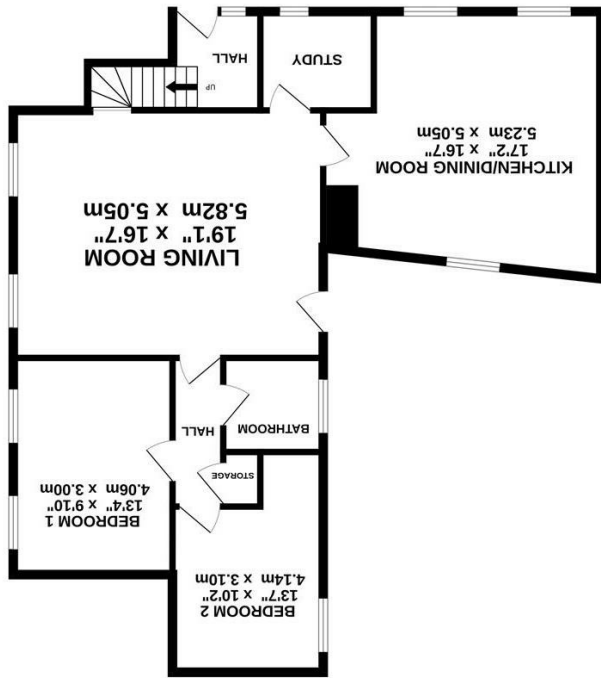 BEDROOM 2
13'7" x 10'2"
4.14m x 3.10m
BEDROOM 1
13'4" x 9'10"
4.06m x 3.00m
STORAGE
BATHROOM
HALL
LIVING ROOM
19'1" x 16'7"
5.82m x 5.05m
KITCHEN/DINING ROOM
17'2" x 16'7"
5.23m x 5.05m
UP
STUDY
HALL